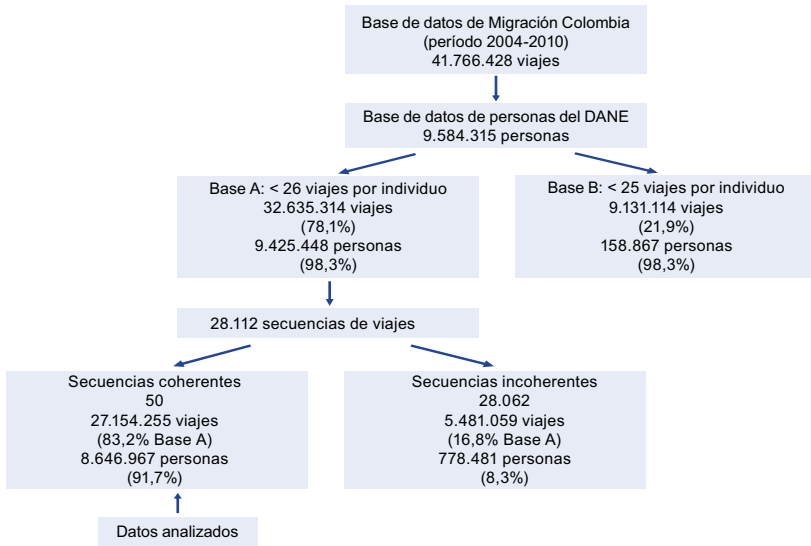 Base de datos de Migración Colombia
(período 2004-2010)
41.766.428 viajes
Base de datos de personas del DANE
9.584.315 personas
Base A: < 26 viajes por individuo
32.635.314 viajes
(78,1%)
9.425.448 personas
(98,3%)
Base B: < 25 viajes por individuo
9.131.114 viajes
(21,9%)
158.867 personas
(98,3%)
28.112 secuencias de viajes
Secuencias coherentes
50
27.154.255 viajes
(83,2% Base A)
8.646.967 personas
(91,7%)
Secuencias incoherentes
28.062
5.481.059 viajes
(16,8% Base A)
778.481 personas
(8,3%)
Datos analizados